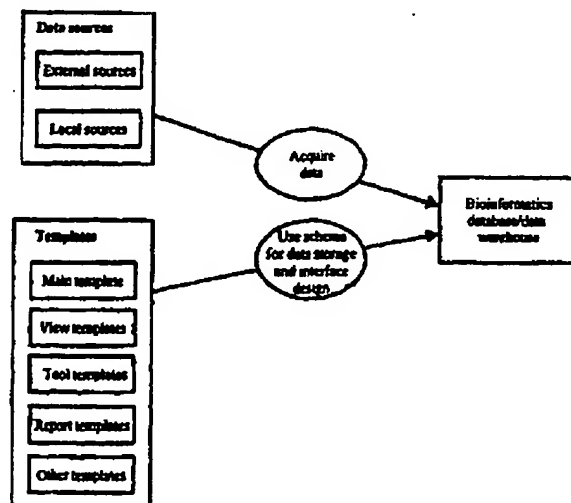 Data sources
External sources
Local sources
Acquire
data
Bioinformatics
database/data
warehouse
Templates
Use schema
for data storage
and interface
design
Main template
View templates
Tool templates
Report templates
Other templates